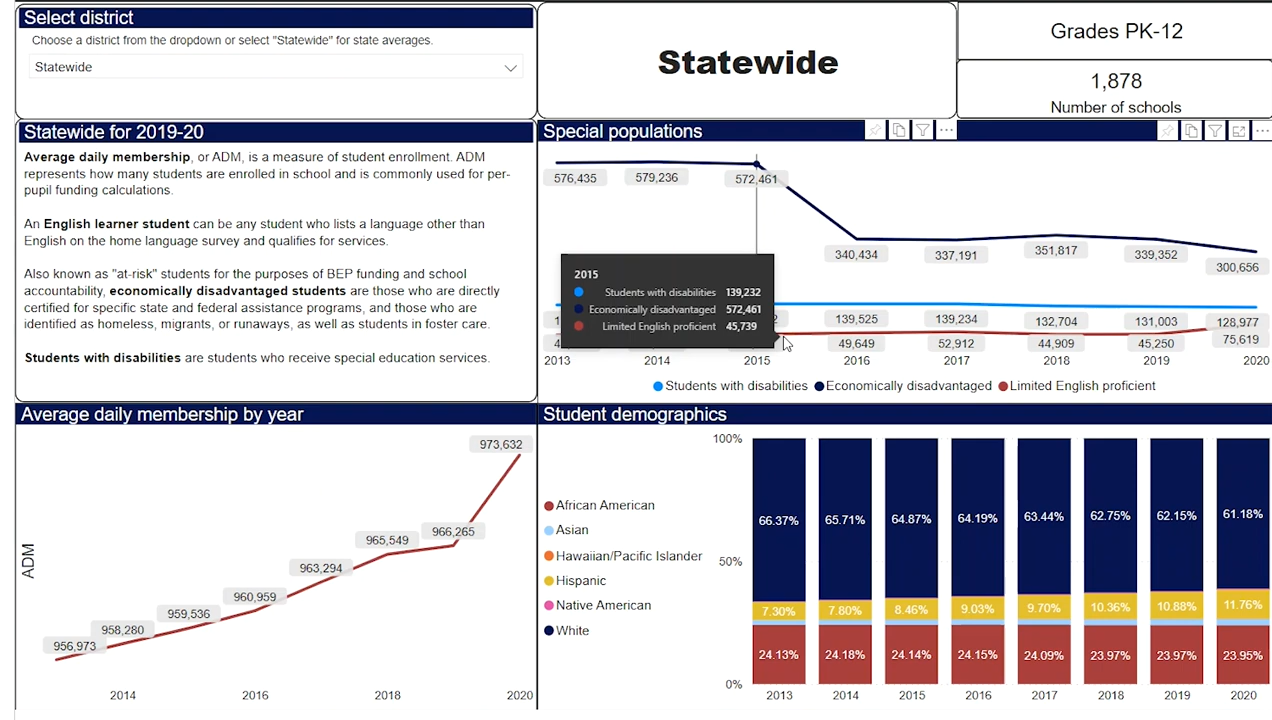 Select district
Choose a district from the dropdown or select "Statewide" for state averages.
Statewide
Statewide
Grades PK-12
1,878
Number of schools
Statewide for 2019-20
Average daily membership, or ADM, is a measure of student enrollment. ADM
represents how many students are enrolled in school and is commonly used for per-
pupil funding calculations.
An English learner student can be any student who lists a language other than
English on the home language survey and qualifies for services.
Also known as "at-risk" students for the purposes of BEP funding and school
accountability, economically disadvantaged students are those who are directly
certified for specific state and federal assistance programs, and those who are
identified as homeless, migrants, or runaways, as well as students in foster care.
Students with disabilities are students who receive special education services.
Special populations
576,435 579,236 572,461
340,434 337,191 351,817 339,352 300,656
2015
Students with disabilities 139,232
Economically disadvantaged 572,461
Limited English proficient 45,739
139,525 139,234 132,704 131,003 128,977
49,649 52,912 44,909 45,250 75,619
2013 2014 2015 2016 2017 2018 2019 2020
Students with disabilities Economically disadvantaged Limited English proficient
Average daily membership by year
ADM
956,973 958,280 959,536 960,959 963,294 965,549 966,265 973,632
2014 2016 2018 2020
Student demographics
African American
Asian
Hawaiian/Pacific Islander
Hispanic
Native American
White
100%
50%
0%
66.37% 65.71% 64.87% 64.19% 63.44% 62.75% 62.15% 61.18%
7.30% 7.80% 8.46% 9.03% 9.70% 10.36% 10.88% 11.76%
24.13% 24.18% 24.14% 24.15% 24.09% 23.97% 23.97% 23.95%
2013 2014 2015 2016 2017 2018 2019 2020